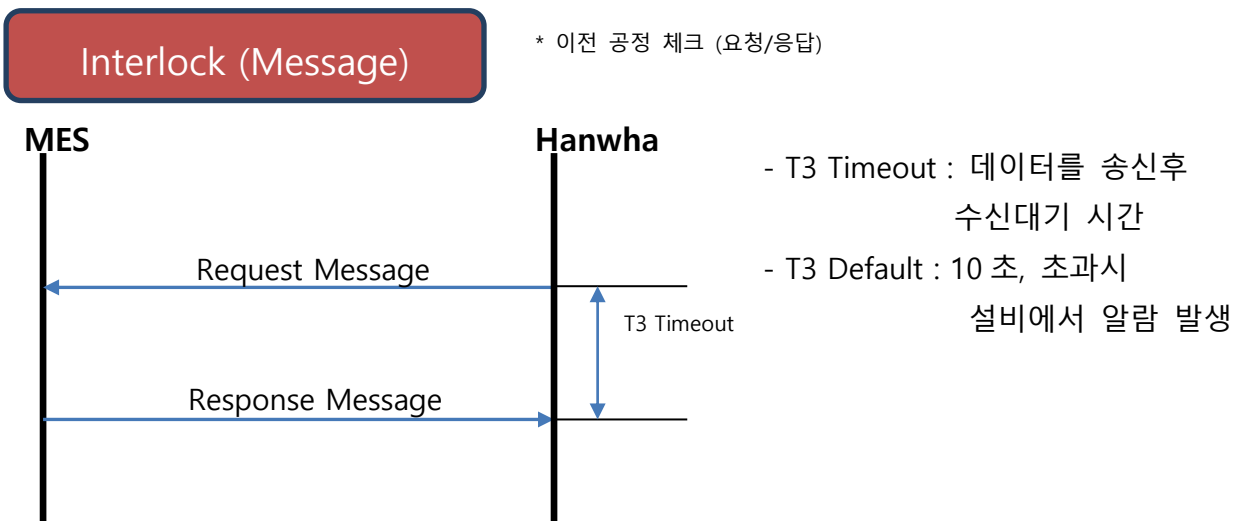 Interlock (Message)
* 이전 공정 체크 (요청/응답)
MES
Hanwha
- T3 Timeout : 데이터를 송신후
수신대기 시간
- T3 Default : 10 초, 초과시
설비에서 알람 발생
Request Message
T3 Timeout
Response Message